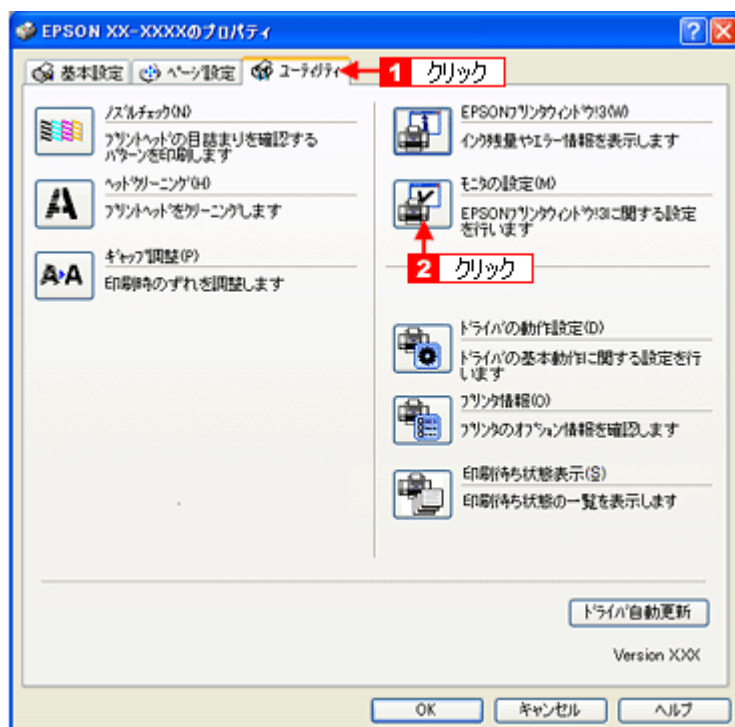 EPSON XX-XXXXのプロパティ
基本設定 ページ設定 ユーティリティ 1 クリック
ノズルチェック(N)
プリントヘッドの目詰まりを確認する
パターンを印刷します
ヘッドクリーニング(H)
プリントヘッドをクリーニングします
ギャップ調整(P)
印刷時のずれを調整します
EPSONプリンタウィンドウ!3(W)
インク残量やエラー情報を表示します
モニタの設定(M)
EPSONプリンタウィンドウ!3に関する設定
を行います
2 クリック
ドライバの動作設定(D)
ドライバの基本動作に関する設定を行
います
プリンタ情報(O)
プリンタのオプション情報を確認します
印刷待ち状態表示(S)
印刷待ち状態の一覧を表示します
ドライバ自動更新
Version XXX
OK キャンセル ヘルプ